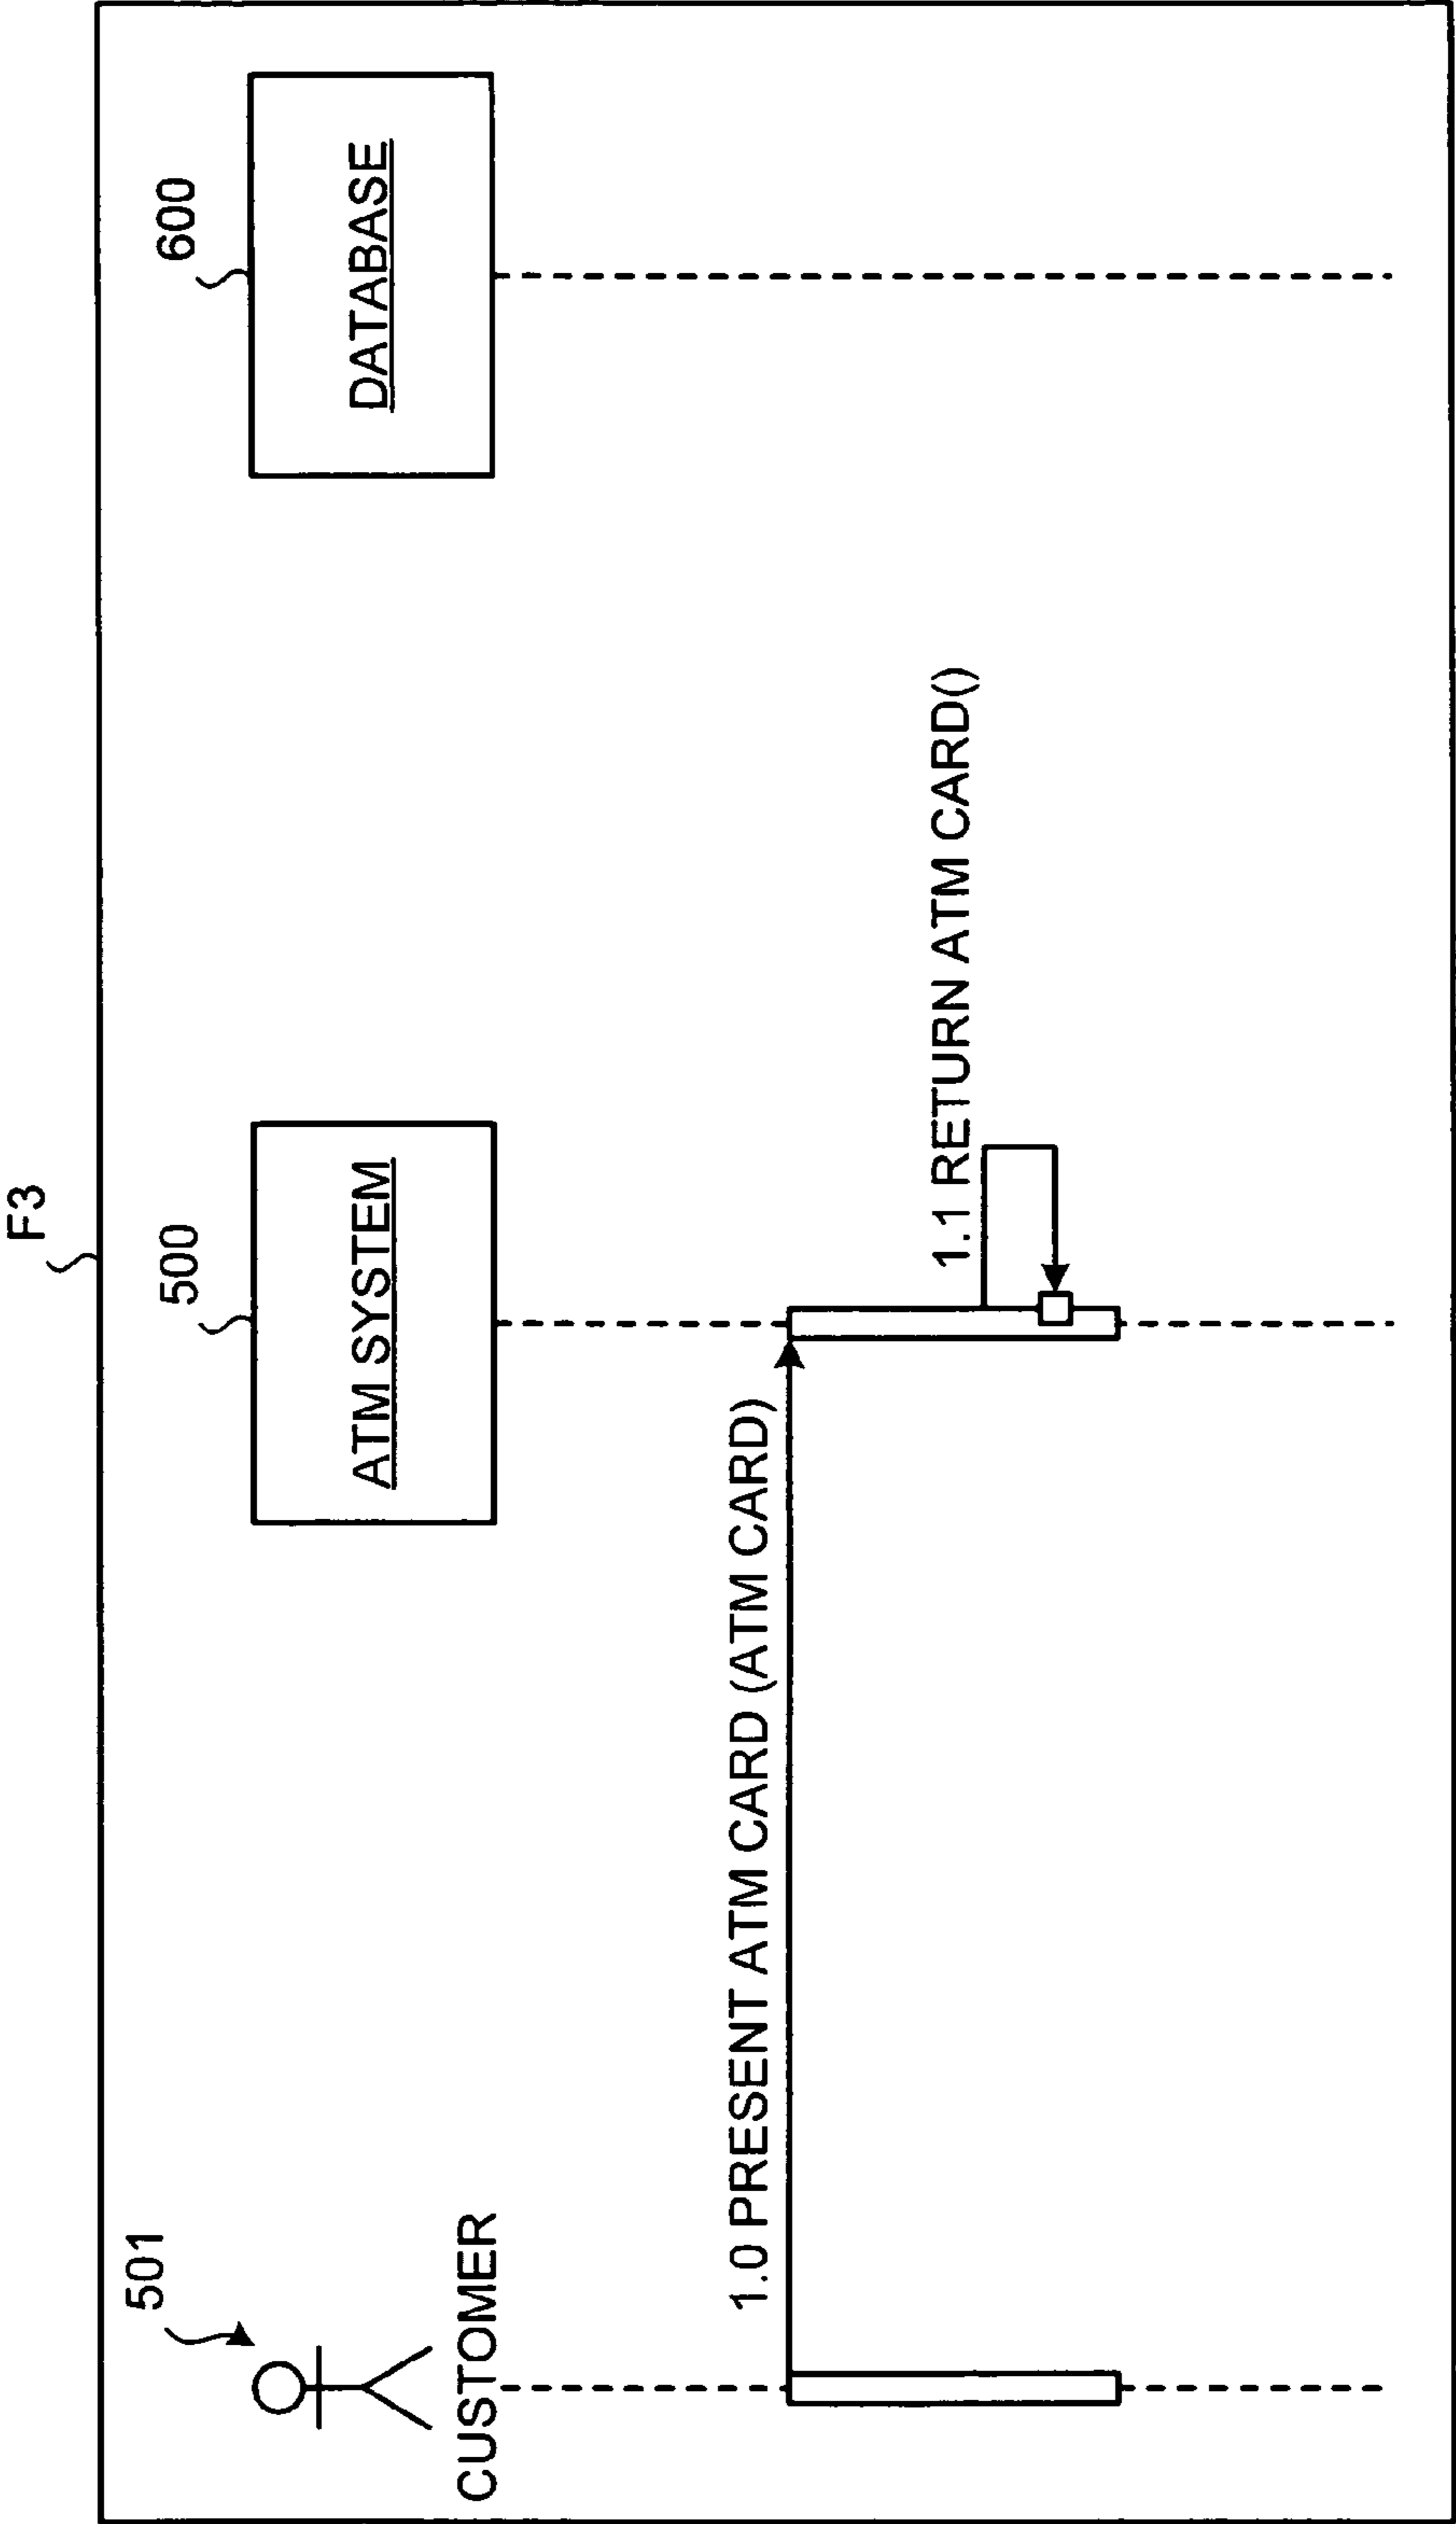 F3
501
500
600
CUSTOMER
ATM SYSTEM
DATABASE
1.0 PRESENT ATM CARD (ATM CARD)
1.1 RETURN ATM CARD()